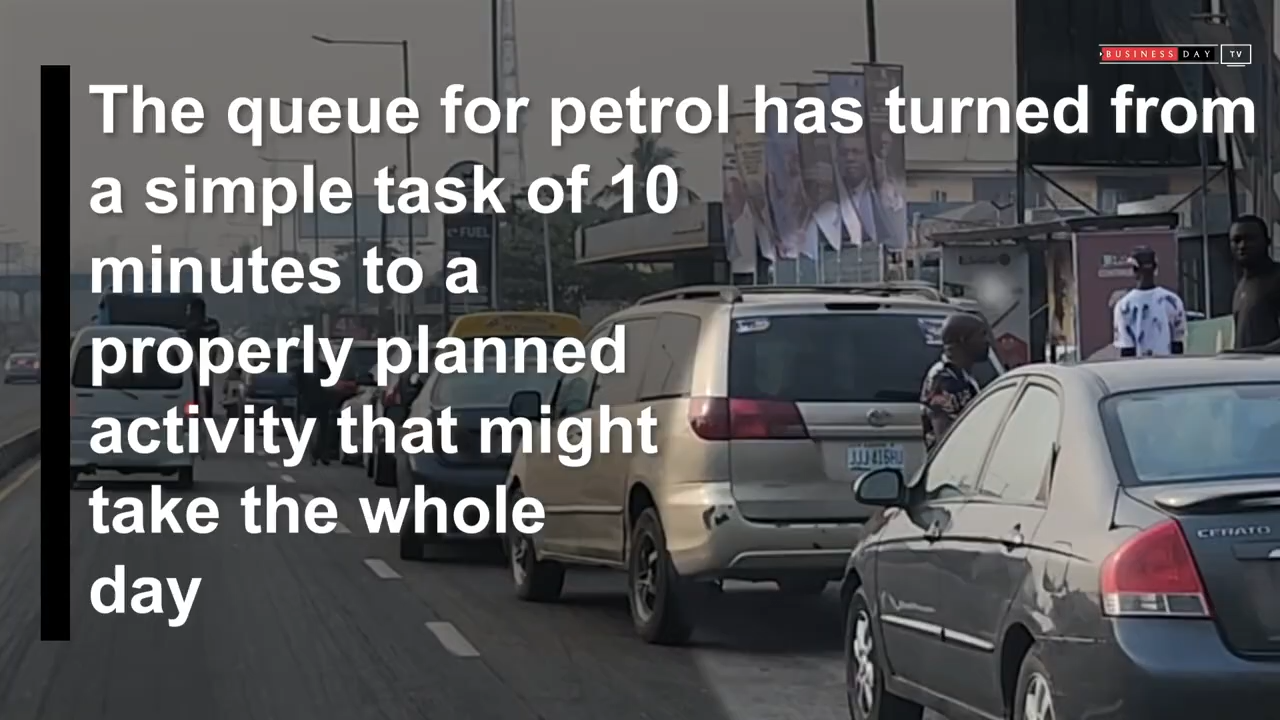 BUSINESS DAY TV
The queue for petrol has turned from
a simple task of 10
minutes to a
properly planned
activity that might
take the whole
day
FUEL
CERATO